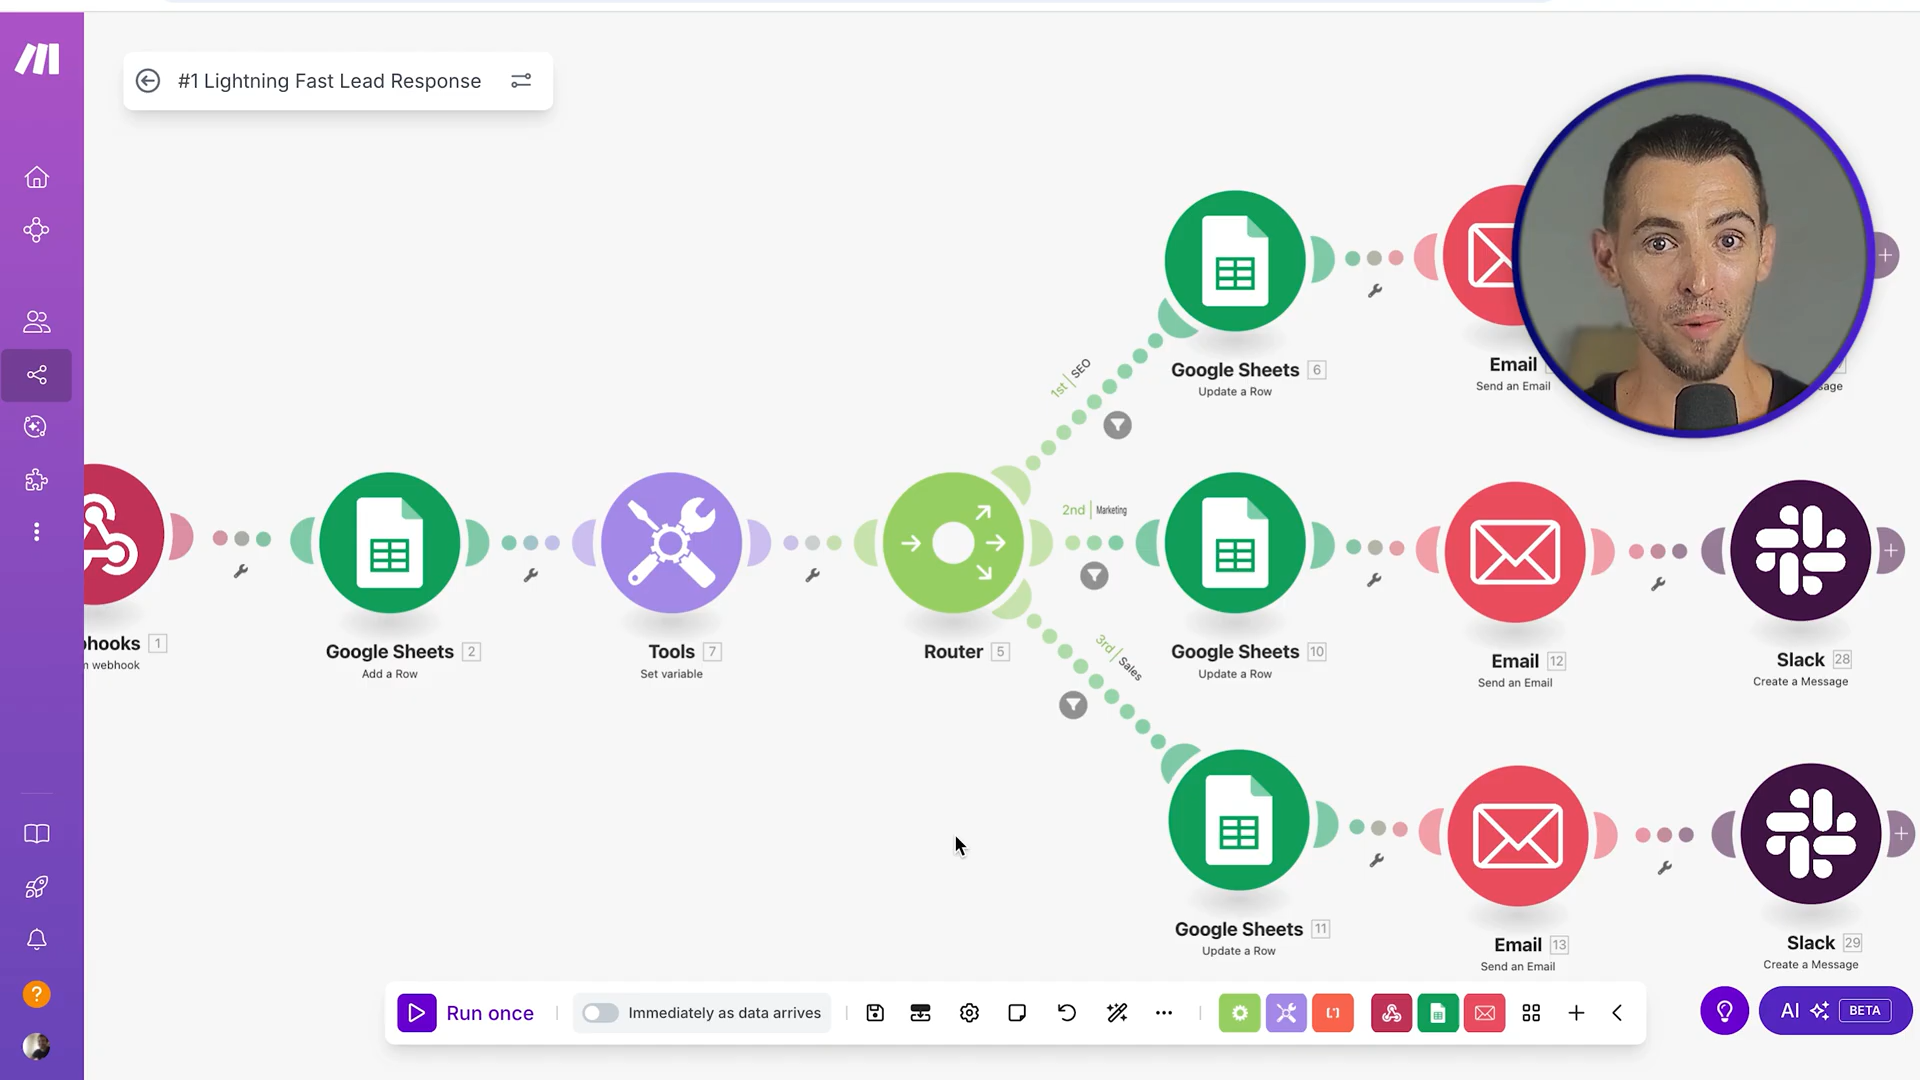 #1 Lightning Fast Lead Response
1st | SEO
Google Sheets 6
Update a Row
Email
Send an Email
sage
2nd | Marketing
hooks 1
webhook
Google Sheets 2
Add a Row
Tools 7
Set variable
Router 5
Google Sheets 10
Update a Row
Email 12
Send an Email
Slack 28
Create a Message
3rd | Sales
Google Sheets 11
Update a Row
Email 13
Send an Email
Slack 29
Create a Message
Run once
Immediately as data arrives
AI BETA